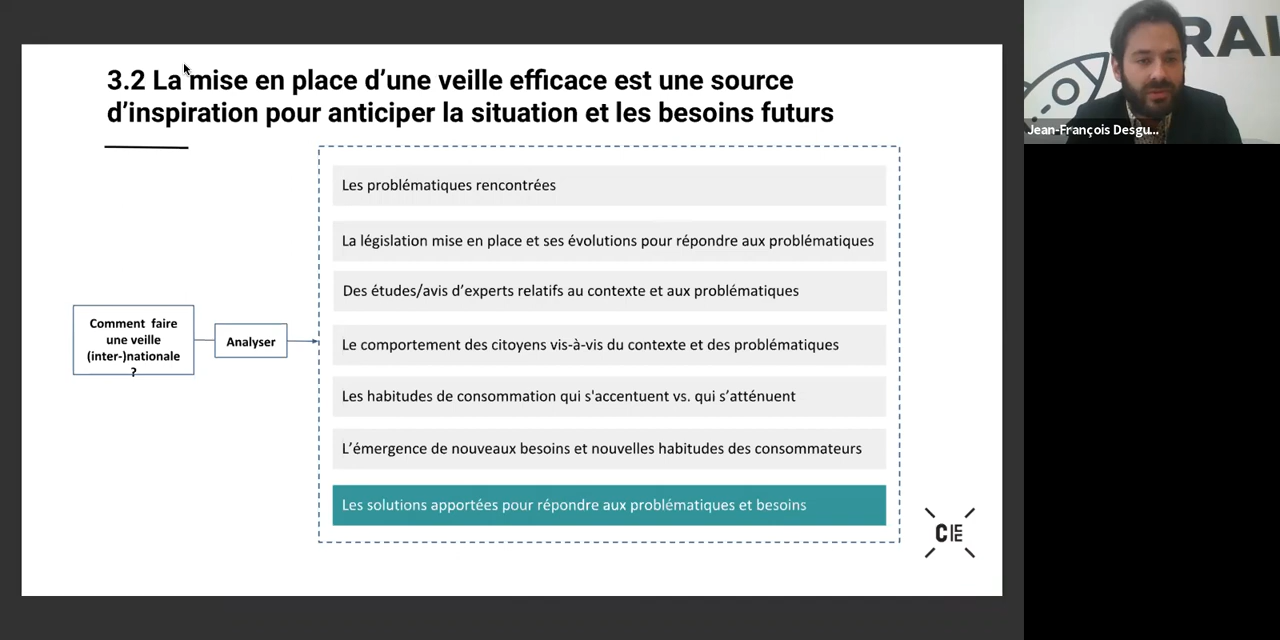 3.2 La mise en place d’une veille efficace est une source
d’inspiration pour anticiper la situation et les besoins futurs
Les problématiques rencontrées
La législation mise en place et ses évolutions pour répondre aux problématiques
Des études/avis d’experts relatifs au contexte et aux problématiques
Comment faire
une veille
(inter-)nationale
?
Analyser
Le comportement des citoyens vis-à-vis du contexte et des problématiques
Les habitudes de consommation qui s'accentuent vs. qui s’atténuent
L’émergence de nouveaux besoins et nouvelles habitudes des consommateurs
Les solutions apportées pour répondre aux problématiques et besoins
CIE
RAI
Jean-François Desgu...